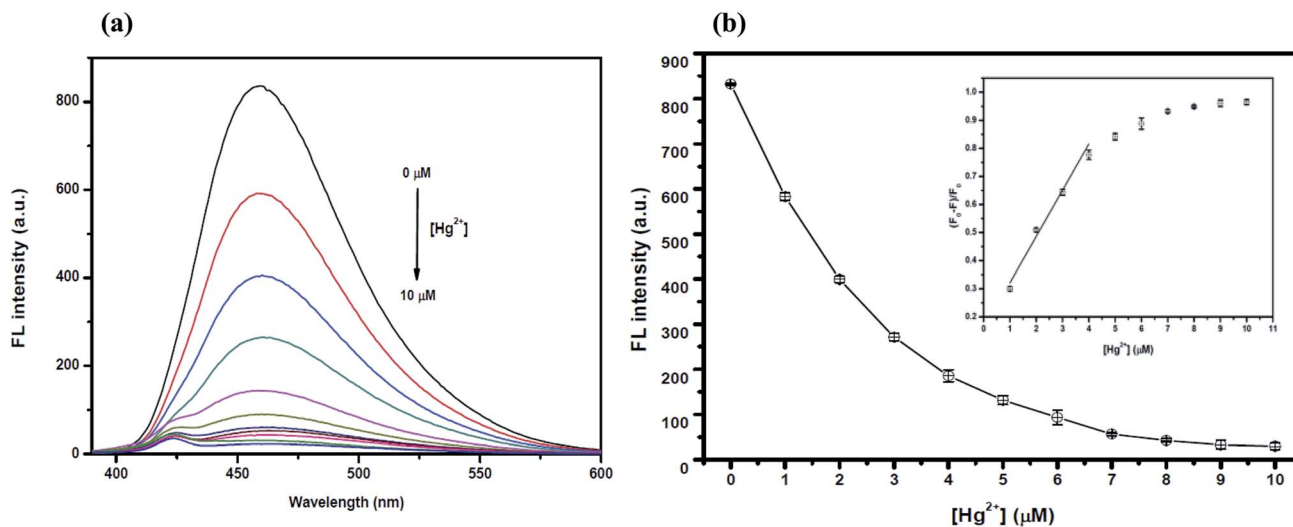 (a)
800
600
400
200
0
400
450
500
550
600
FL intensity (a.u.)
Wavelength (nm)
0 μM
[Hg²⁺]
10 μM
(b)
900
800
700
600
500
400
300
200
100
0
0 1 2 3 4 5 6 7 8 9 10
FL intensity (a.u.)
[Hg²⁺] (μM)
1.0
0.9
0.8
0.7
0.6
0.5
0.4
0.3
0.2
0 1 2 3 4 5 6 7 8 9 10 11
(F₀-F)/F₀
[Hg²⁺] (μM)